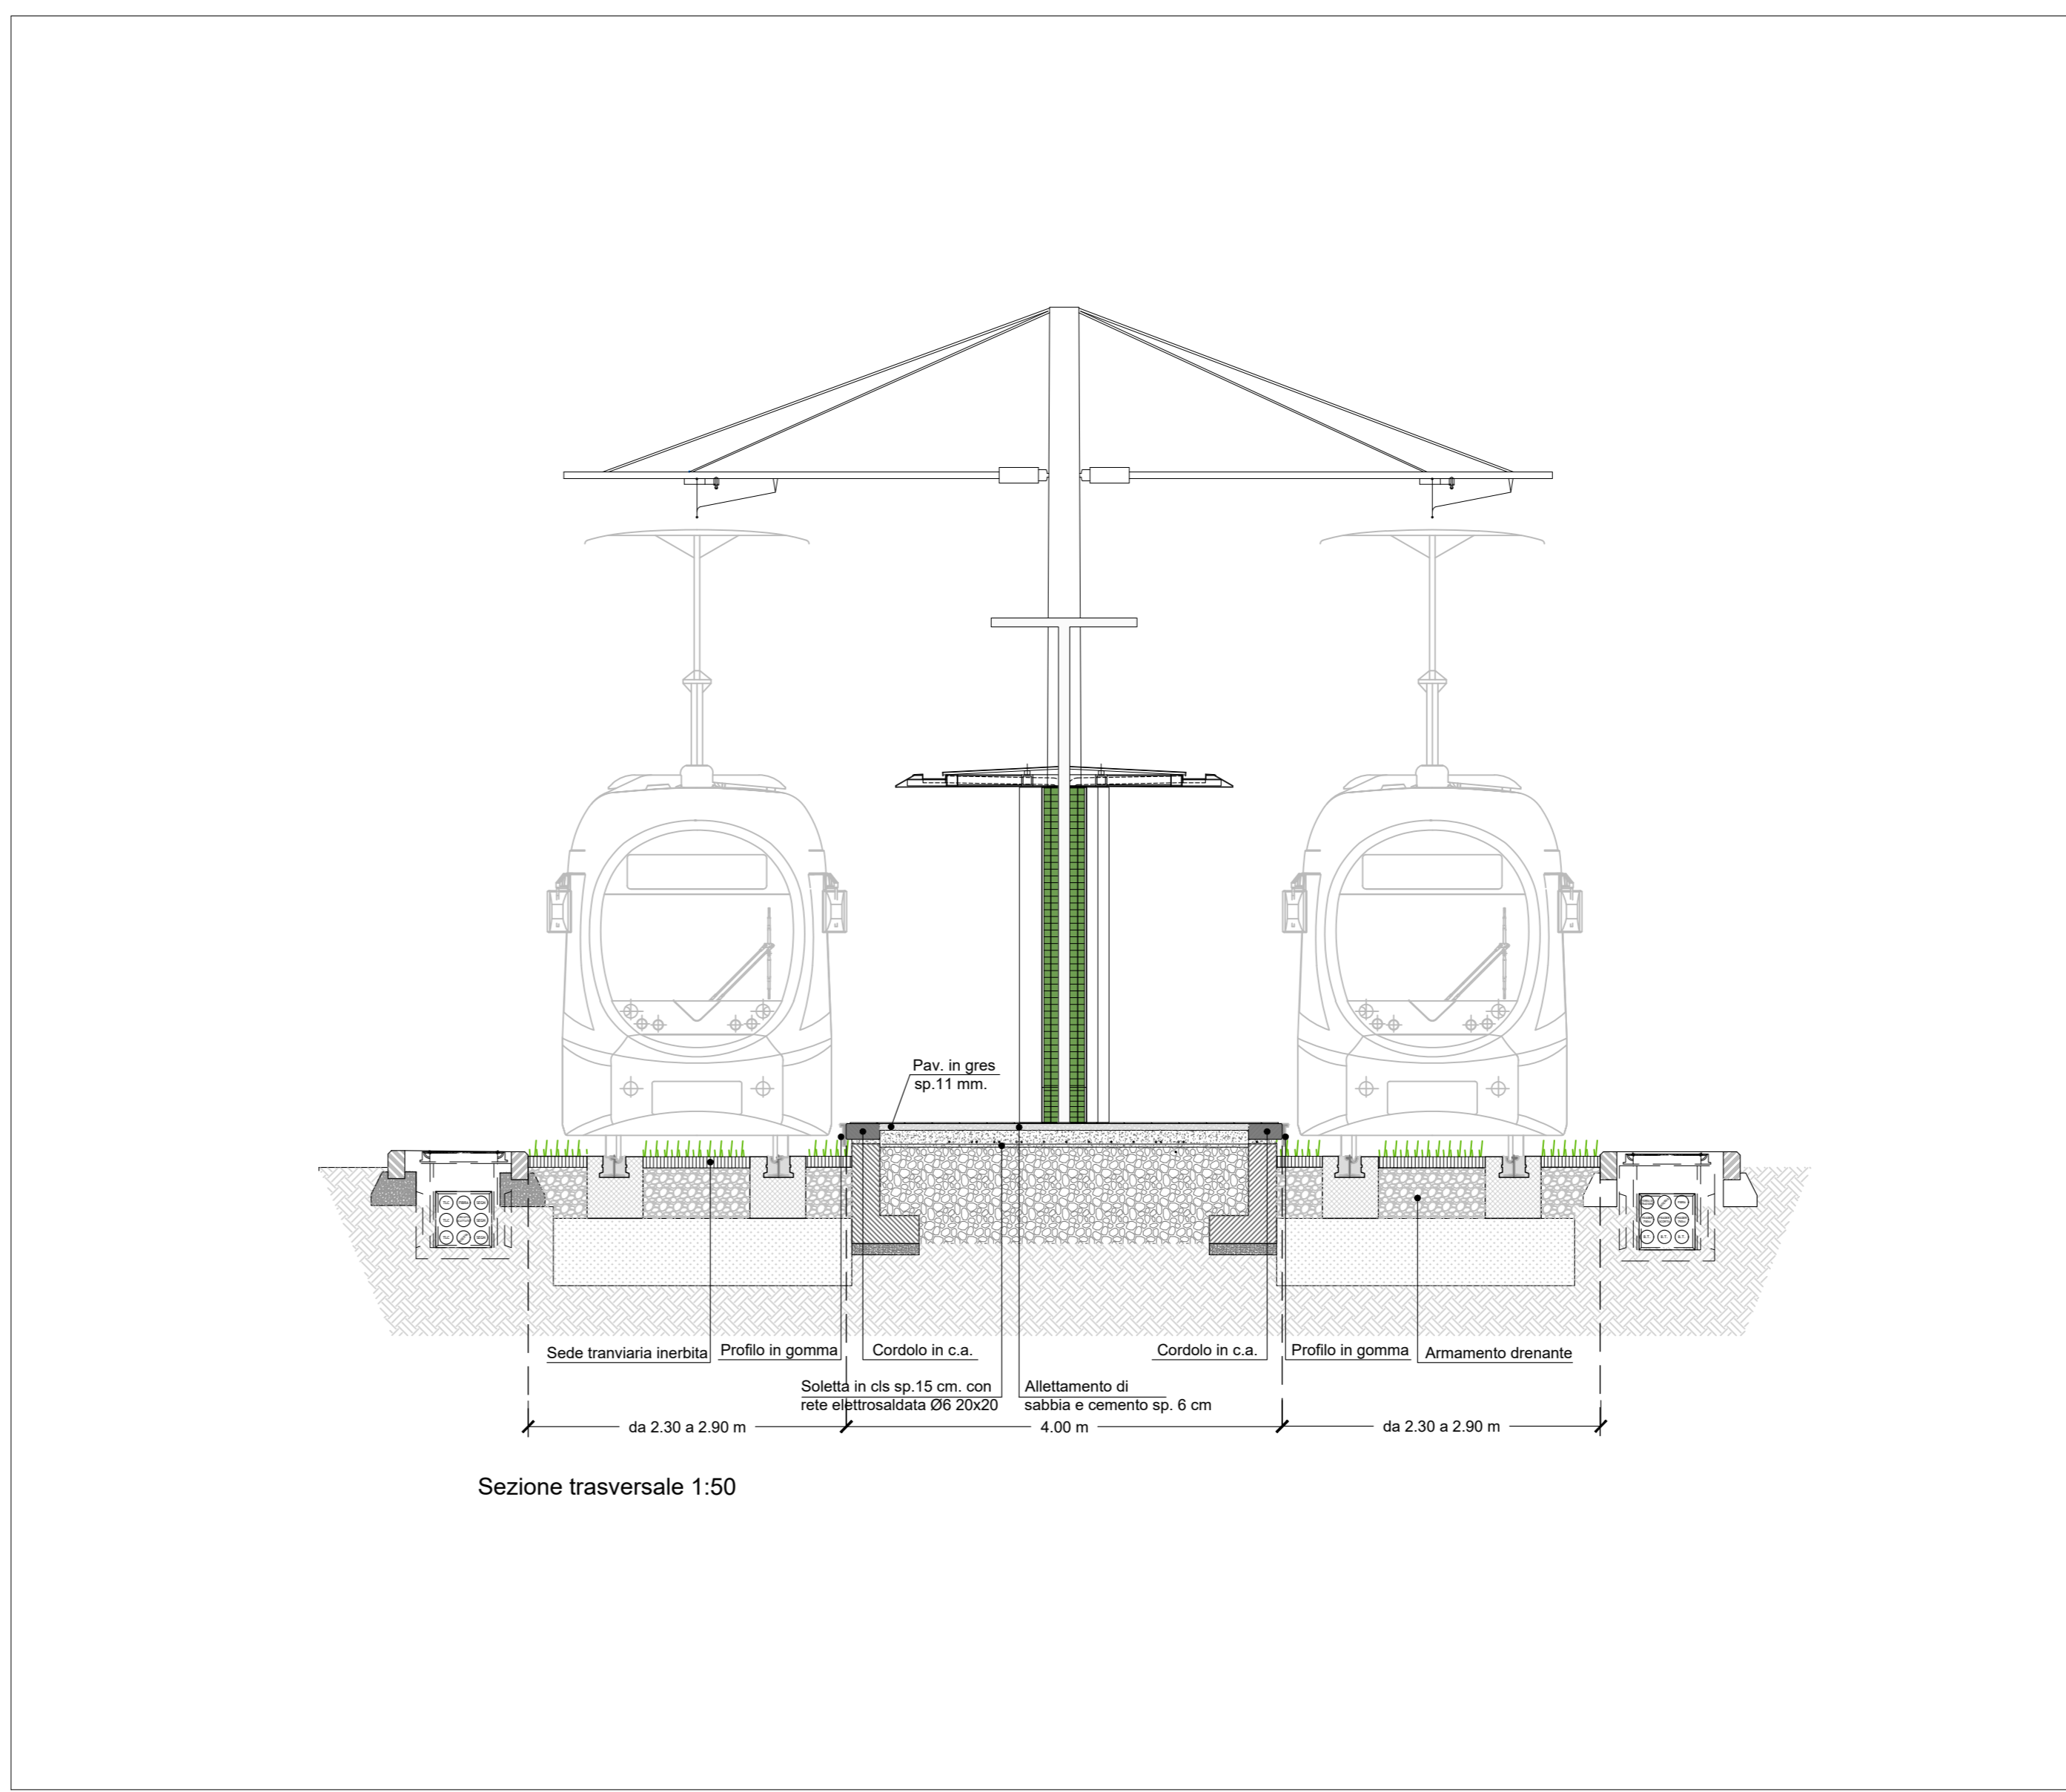 Pav. in gres
sp.11 mm.
Sede tranviaria inerbita
Profilo in gomma
Cordolo in c.a.
Cordolo in c.a.
Profilo in gomma
Armamento drenante
Soletta in cls sp.15 cm. con
rete elettrosaldata Ø6 20x20
Allettamento di
sabbia e cemento sp. 6 cm
da 2.30 a 2.90 m
4.00 m
da 2.30 a 2.90 m
Sezione trasversale 1:50